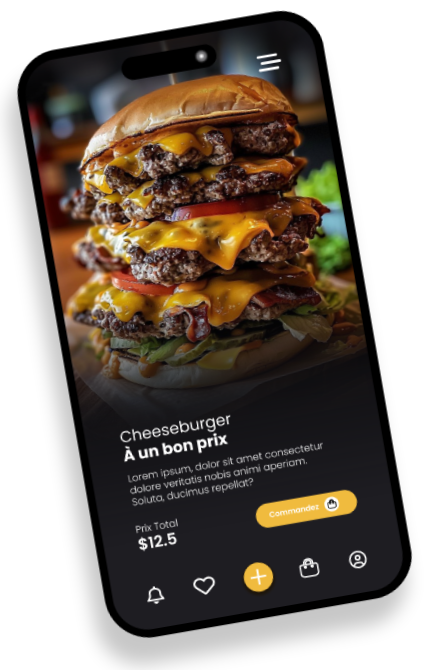 Cheeseburger
À un bon prix
Lorem ipsum, dolor sit amet consectetur
dolore veritatis nobis animi aperiam.
Soluta, ducimus repellat?
Prix Total
$12.5
Commandez